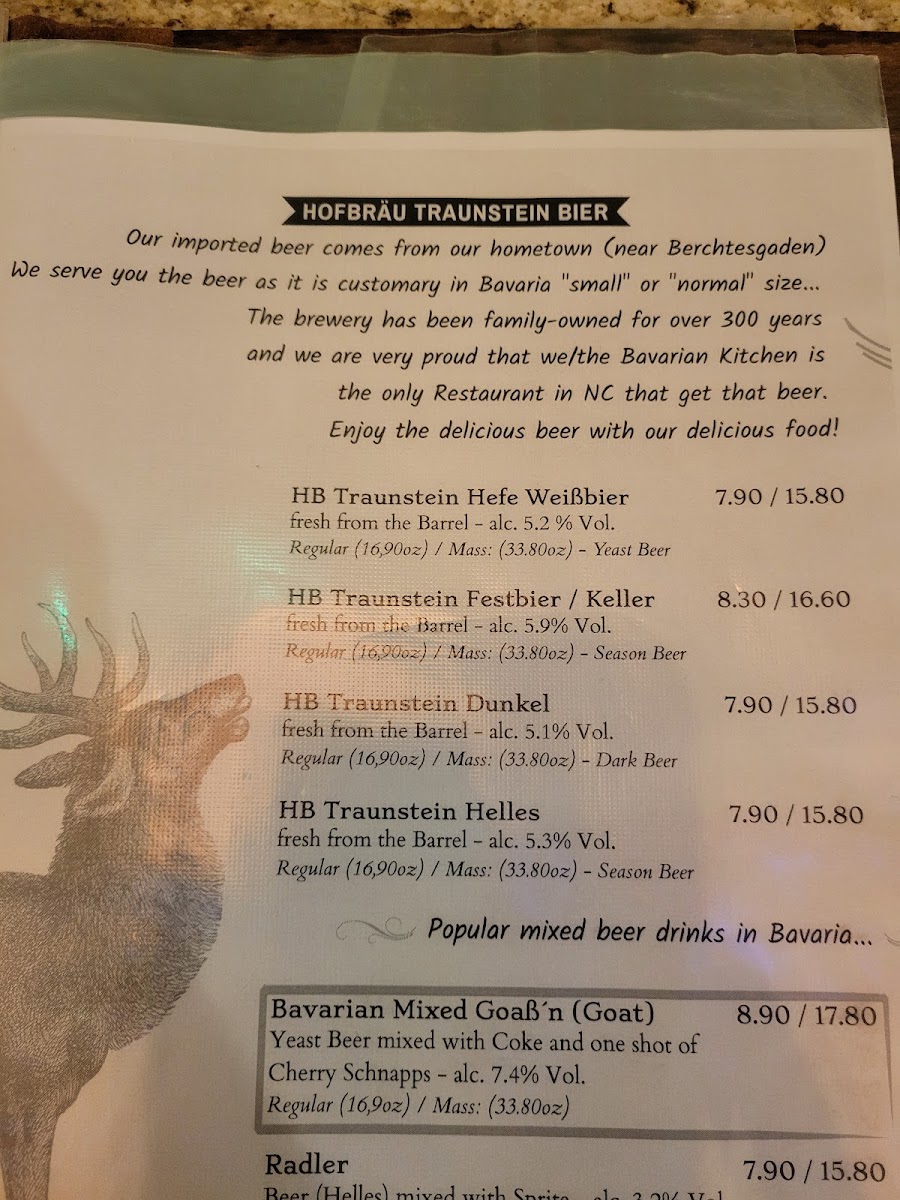 HOFBRÄU TRAUNSTEIN BIER
Our imported beer comes from our hometown (near Berchtesgaden)
We serve you the beer as it is customary in Bavaria "small" or "normal" size...
The brewery has been family-owned for over 300 years
and we are very proud that we/the Bavarian Kitchen is
the only Restaurant in NC that get that beer.
Enjoy the delicious beer with our delicious food!
HB Traunstein Hefe Weißbier 7.90 / 15.80
fresh from the Barrel - alc. 5.2 % Vol.
Regular (16,90oz) / Mass: (33.80oz) - Yeast Beer
HB Traunstein Festbier / Keller 8.30 / 16.60
fresh from the Barrel - alc. 5.9% Vol.
Regular (16,90oz) / Mass: (33.80oz) - Season Beer
HB Traunstein Dunkel 7.90 / 15.80
fresh from the Barrel - alc. 5.1% Vol.
Regular (16,90oz) / Mass: (33.80oz) - Dark Beer
HB Traunstein Helles 7.90 / 15.80
fresh from the Barrel - alc. 5.3% Vol.
Regular (16,90oz) / Mass: (33.80oz) - Season Beer
Popular mixed beer drinks in Bavaria...
Bavarian Mixed Goaß´n (Goat) 8.90 / 17.80
Yeast Beer mixed with Coke and one shot of
Cherry Schnapps - alc. 7.4% Vol.
Regular (16,9oz) / Mass: (33.80oz)
Radler 7.90 / 15.80
Beer (Helles) mixed with Sprite - alc. 3.2% Vol.